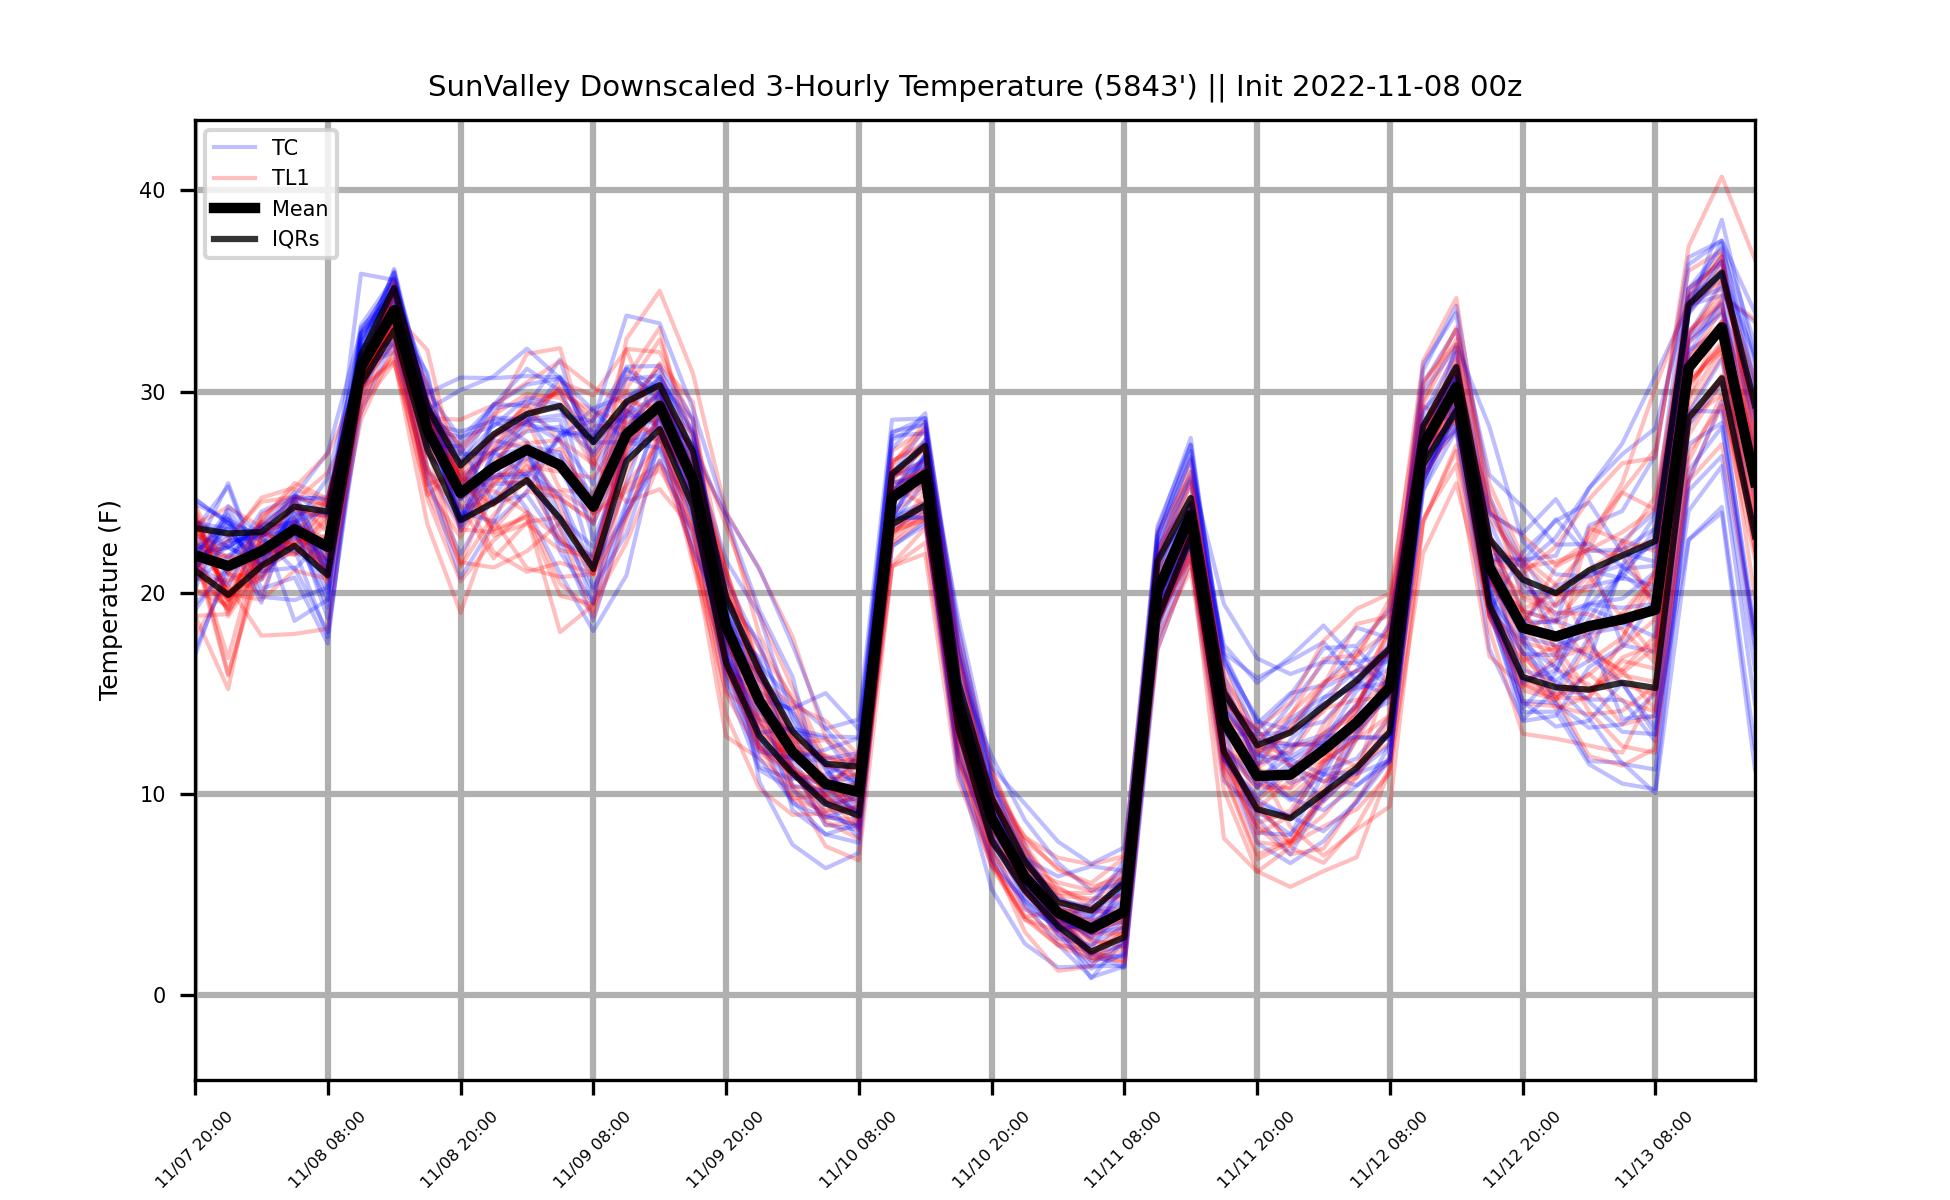 SunValley Downscaled 3-Hourly Temperature (5843') || Init 2022-11-08 00z
TC
TL1
Mean
IQRs
Temperature (F)
40
30
20
10
0
11/07 20:00
11/08 08:00
11/08 20:00
11/09 08:00
11/09 20:00
11/10 08:00
11/10 20:00
11/11 08:00
11/11 20:00
11/12 08:00
11/12 20:00
11/13 08:00